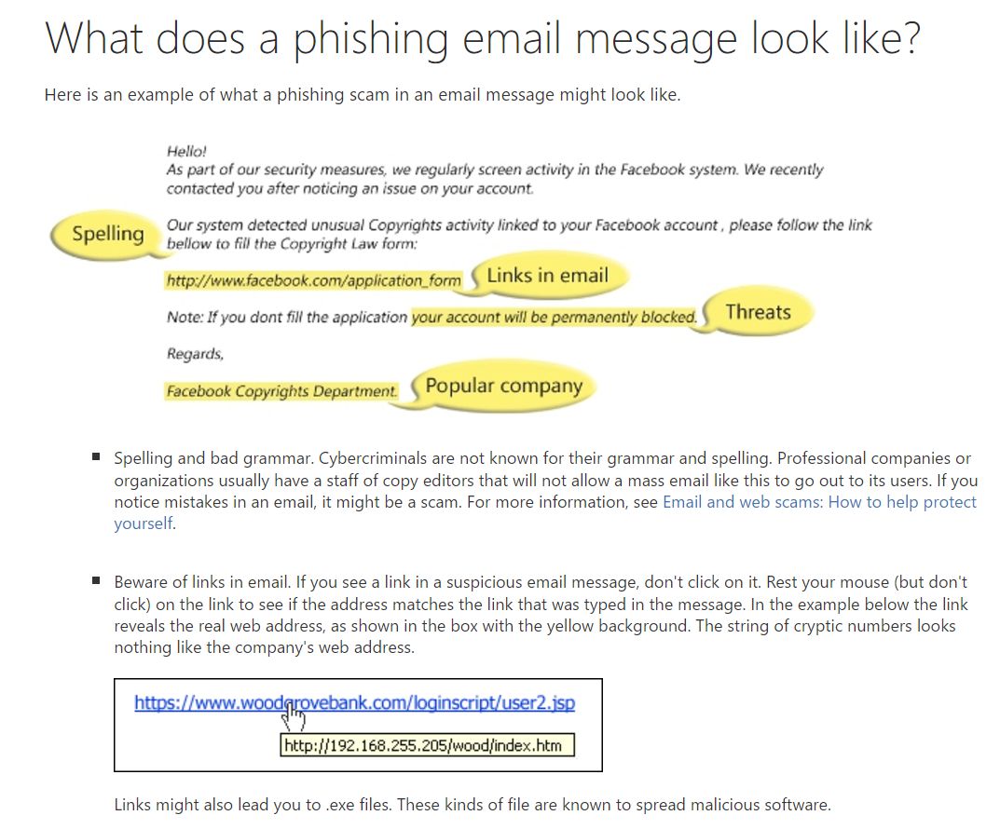 What does a phishing email message look like?
Here is an example of what a phishing scam in an email message might look like.
Hello!
As part of our security measures, we regularly screen activity in the Facebook system. We recently
contacted you after noticing an issue on your account.
Spelling
Our system detected unusual Copyrights activity linked to your Facebook account , please follow the link
bellow to fill the Copyright Law form:
http://www.facebook.com/application_form
Links in email
Note: If you dont fill the application your account will be permanently blocked.
Threats
Regards,
Facebook Copyrights Department.
Popular company
▪ Spelling and bad grammar. Cybercriminals are not known for their grammar and spelling. Professional companies or
organizations usually have a staff of copy editors that will not allow a mass email like this to go out to its users. If you
notice mistakes in an email, it might be a scam. For more information, see Email and web scams: How to help protect
yourself.
▪ Beware of links in email. If you see a link in a suspicious email message, don't click on it. Rest your mouse (but don't
click) on the link to see if the address matches the link that was typed in the message. In the example below the link
reveals the real web address, as shown in the box with the yellow background. The string of cryptic numbers looks
nothing like the company's web address.
https://www.woodgrovebank.com/loginscript/user2.jsp
http://192.168.255.205/wood/index.htm
Links might also lead you to .exe files. These kinds of file are known to spread malicious software.